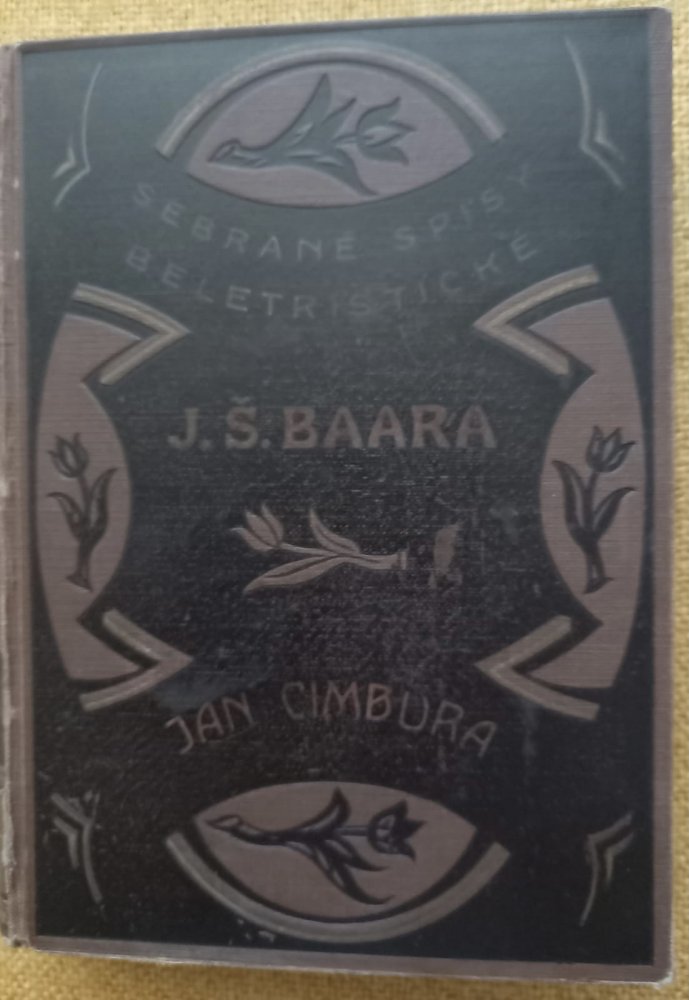 SEBRANÉ SPISY
BELETRISTICKÉ
J. Š. BAARA
JAN CIMBURA